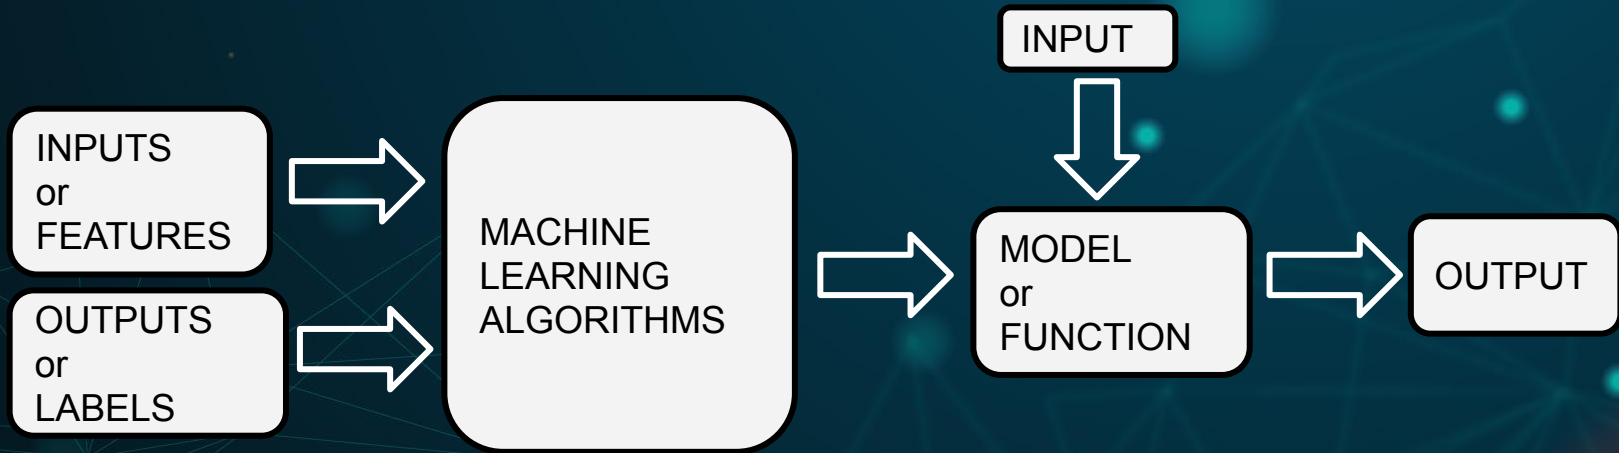 INPUTS
or
FEATURES
OUTPUTS
or
LABELS
MACHINE
LEARNING
ALGORITHMS
INPUT
MODEL
or
FUNCTION
OUTPUT